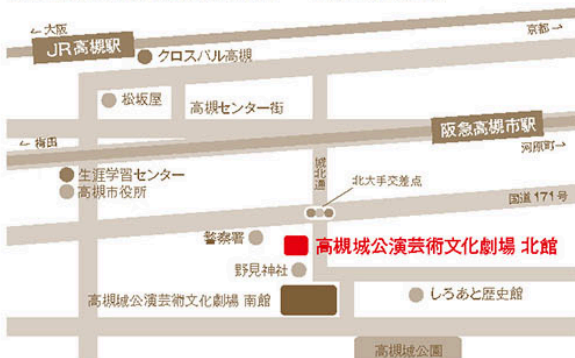 ←大阪
京都→
JR高槻駅
クロスパル高槻
松坂屋
高槻センター街
阪急高槻市駅
←梅田
河原町→
生涯学習センター
高槻市役所
城北通
北大手交差点
国道171号
警察署
高槻城公演芸術文化劇場 北館
野見神社
高槻城公演芸術文化劇場 南館
しろあと歴史館
高槻城公園